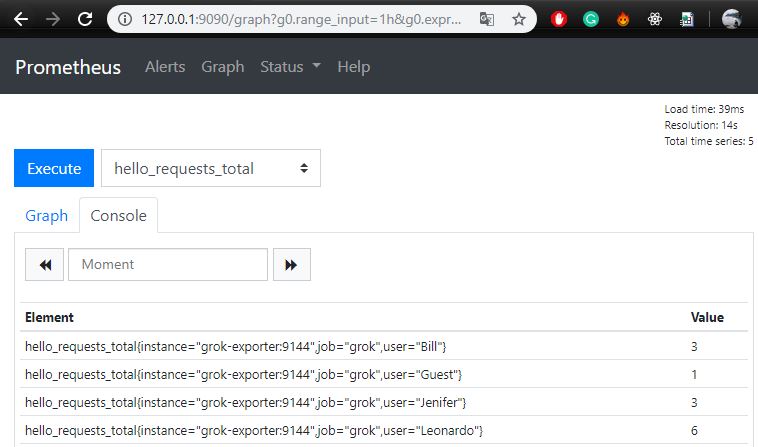 127.0.0.1:9090/graph?g0.range_input=1h&g0.expr...
Prometheus Alerts Graph Status Help
Load time: 39ms
Resolution: 14s
Total time series: 5
Execute hello_requests_total
Graph Console
Moment
Element Value
hello_requests_total{instance="grok-exporter:9144",job="grok",user="Bill"} 3
hello_requests_total{instance="grok-exporter:9144",job="grok",user="Guest"} 1
hello_requests_total{instance="grok-exporter:9144",job="grok",user="Jenifer"} 3
hello_requests_total{instance="grok-exporter:9144",job="grok",user="Leonardo"} 6